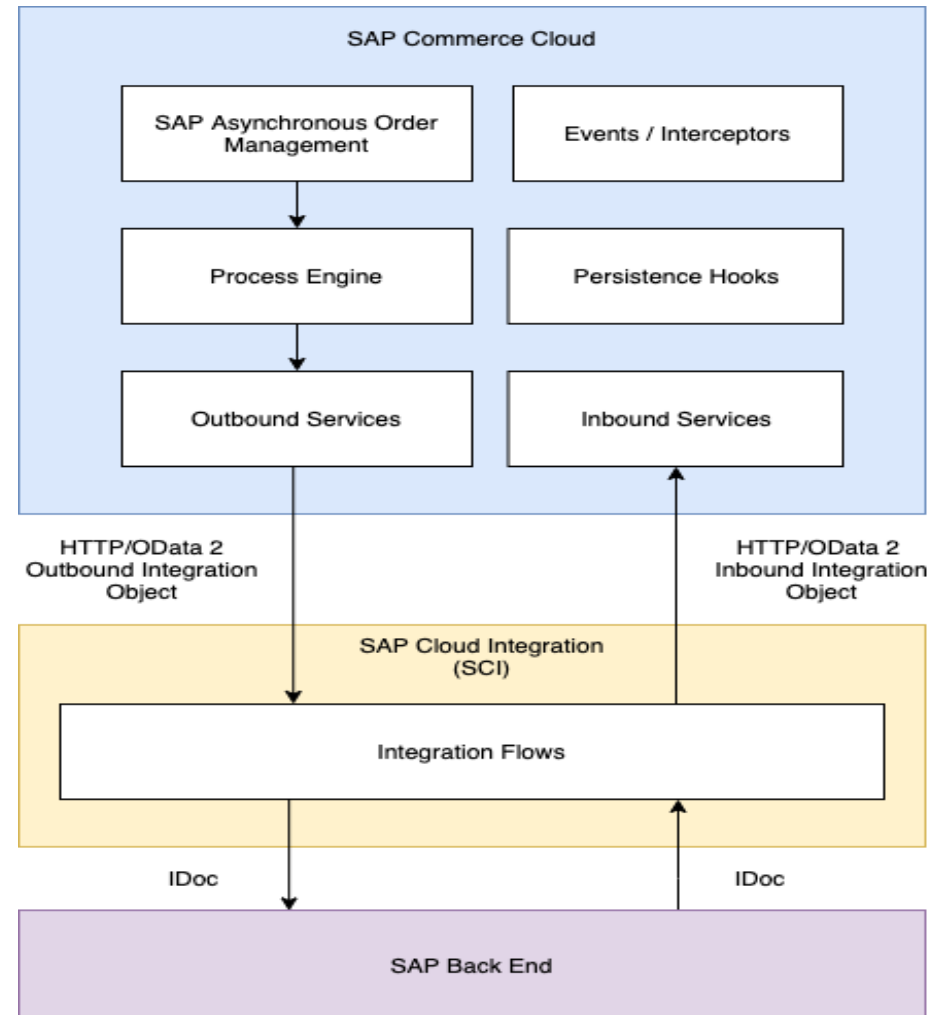 SAP Commerce Cloud
SAP Asynchronous Order
Management
Events / Interceptors
Process Engine
Persistence Hooks
Outbound Services
Inbound Services
HTTP/OData 2
Outbound Integration
Object
HTTP/OData 2
Inbound Integration
Object
SAP Cloud Integration
(SCI)
Integration Flows
IDoc
IDoc
SAP Back End